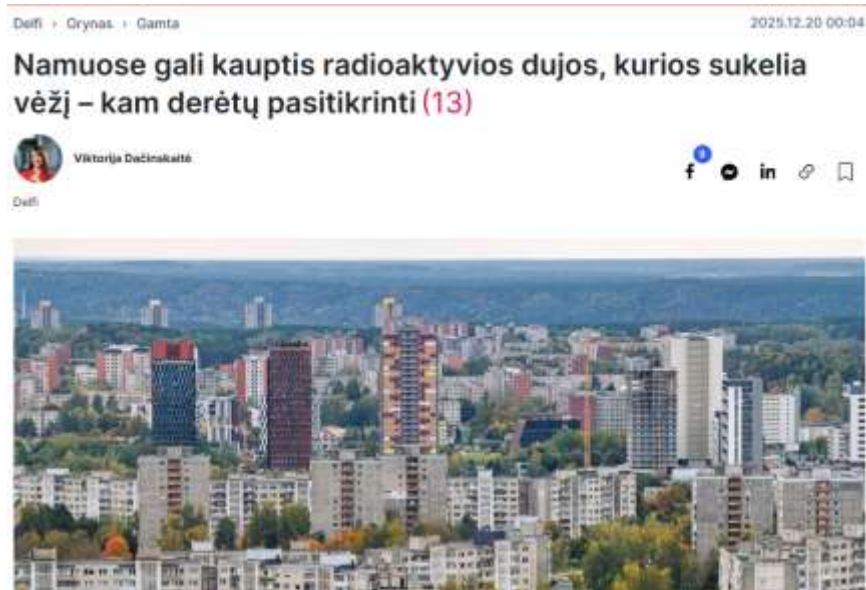 Delfi › Grynas › Gamta
2025.12.20 00:04
Namuose gali kauptis radioaktyvios dujos, kurios sukelia
vėžį – kam derėtų pasitikrinti (13)
Viktorija Dačinskaitė
Delfi